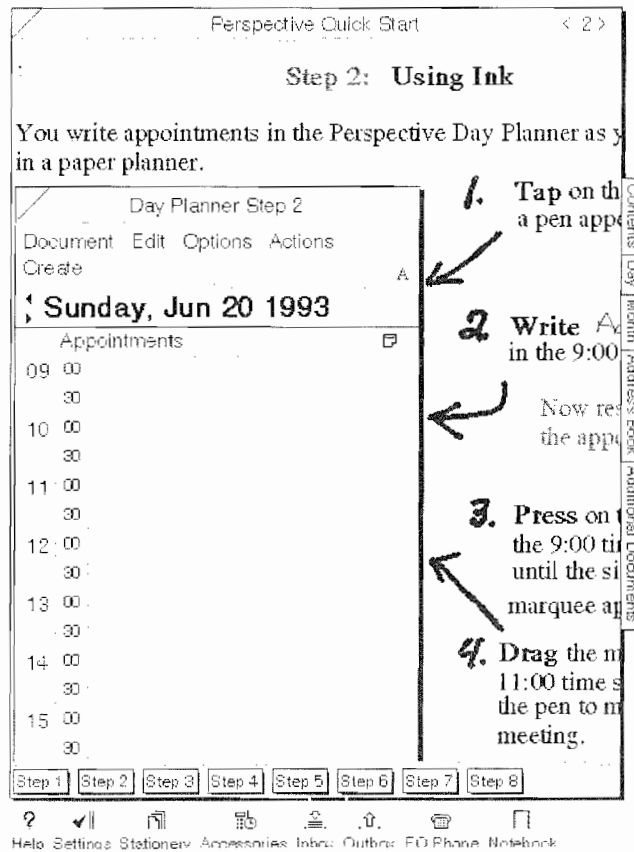 Perspective Quick Start < 2 >
Step 2: Using Ink
You write appointments in the Perspective Day Planner as y
in a paper planner.
Day Planner Step 2
Document Edit Options Actions
Create
A
Sunday, Jun 20 1993
Appointments
09 00
30
10 00
30
11 00
30
12 00
30
13 00
30
14 00
30
15 00
30
1. Tap on th
a pen appe
2. Write A
in the 9:00
Now res
the appo
3. Press on t
the 9:00 tir
until the si
marquee ap
4. Drag the m
11:00 time s
the pen to m
meeting.
Contents
Day
Month
Address Book
Additional Documents
Step 1 Step 2 Step 3 Step 4 Step 5 Step 6 Step 7 Step 8
? Help Settings Stationery Accessories Inbox Outbox EO Phone Notebook